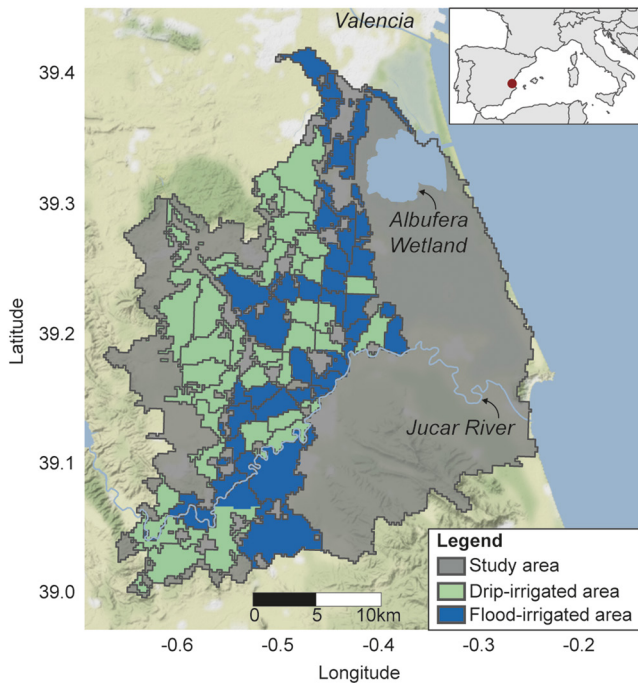 Valencia
39.4
39.3
39.2
39.1
39.0
Latitude
Albufera
Wetland
Jucar River
Legend
Study area
Drip-irrigated area
Flood-irrigated area
0 5 10km
-0.6 -0.5 -0.4 -0.3 -0.2
Longitude